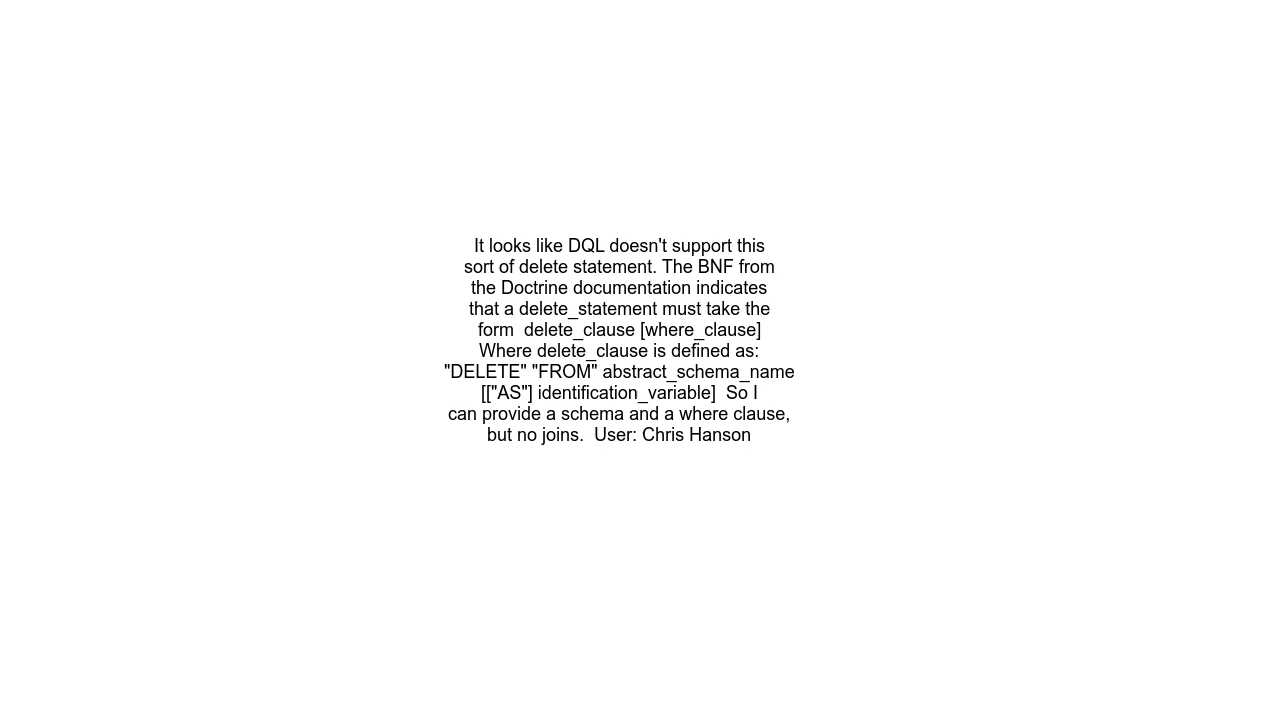 It looks like DQL doesn't support this
sort of delete statement. The BNF from
the Doctrine documentation indicates
that a delete_statement must take the
form  delete_clause [where_clause]
Where delete_clause is defined as:
"DELETE" "FROM" abstract_schema_name
[["AS"] identification_variable]  So I
can provide a schema and a where clause,
but no joins.  User: Chris Hanson